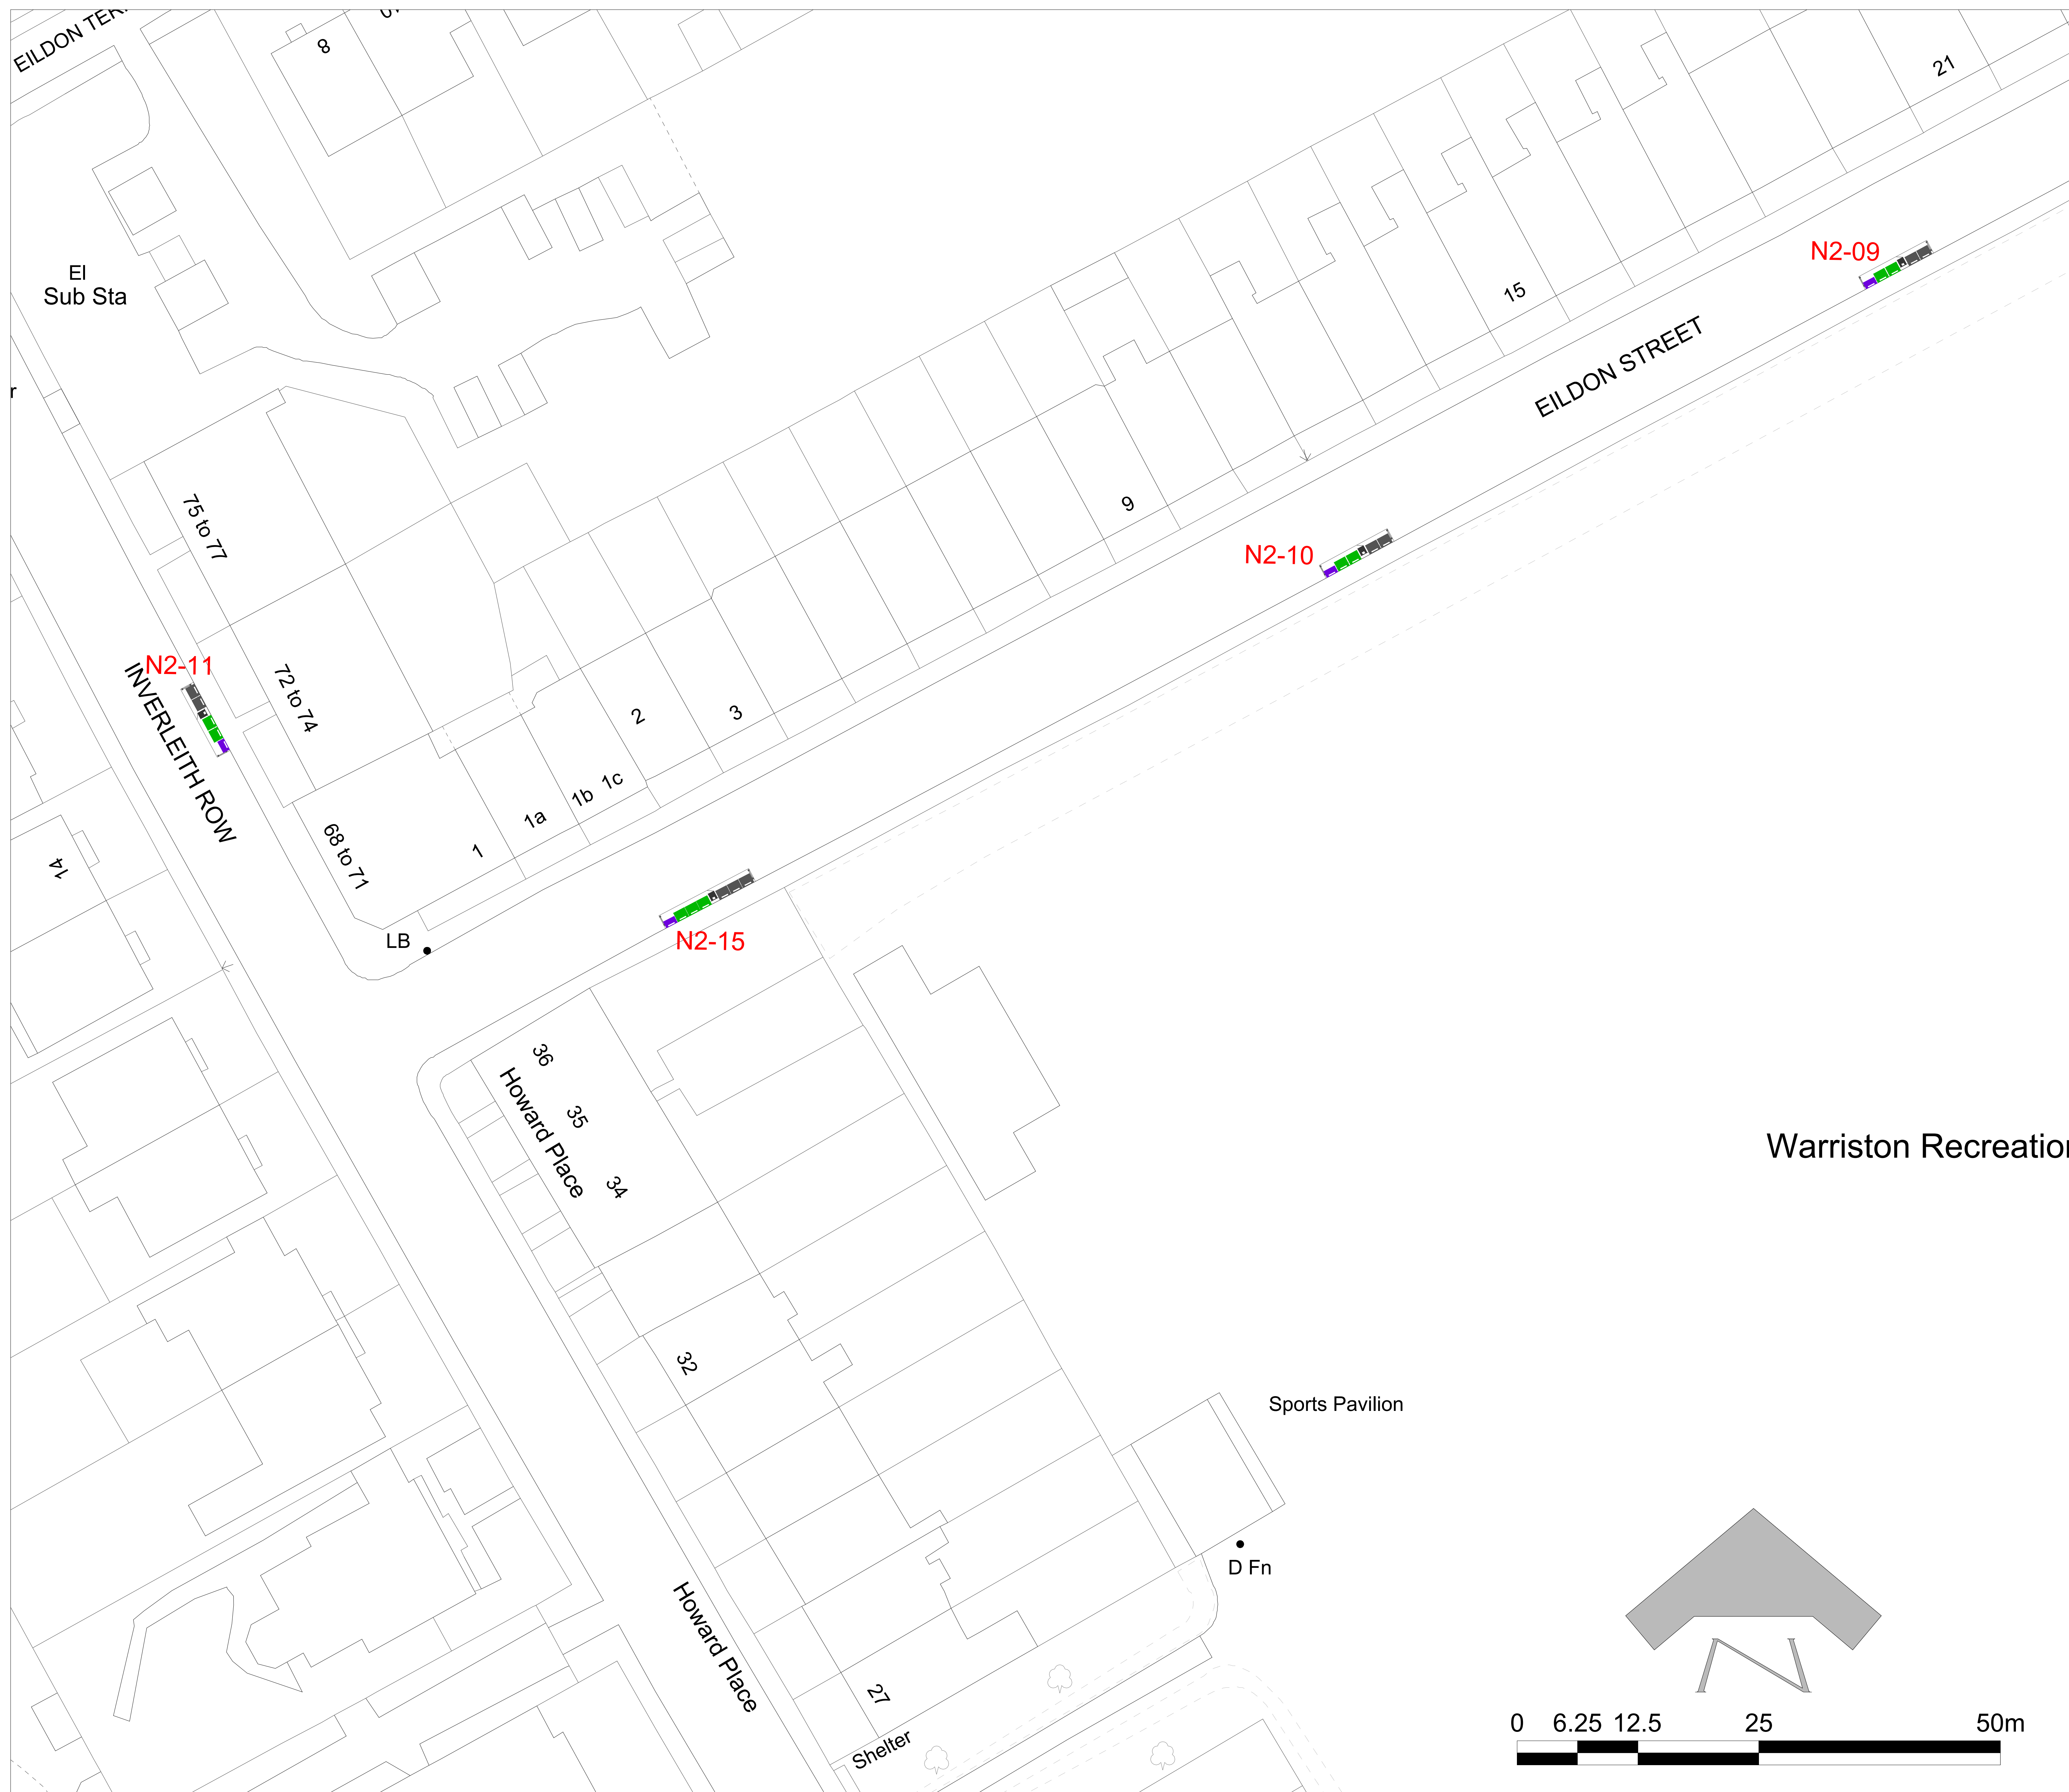 EILDON TER
8
21
N2-09
El
Sub Sta
15
EILDON STREET
r
9
75 to 77
N2-10
N2-11
INVERLEITH ROW
72 to 74
2
3
1c
1b
1a
1
68 to 71
14
LB
N2-15
36
35
34
Howard Place
Warriston Recreation
32
Sports Pavilion
D Fn
Howard Place
27
Shelter
N
0 6.25 12.5 25 50m